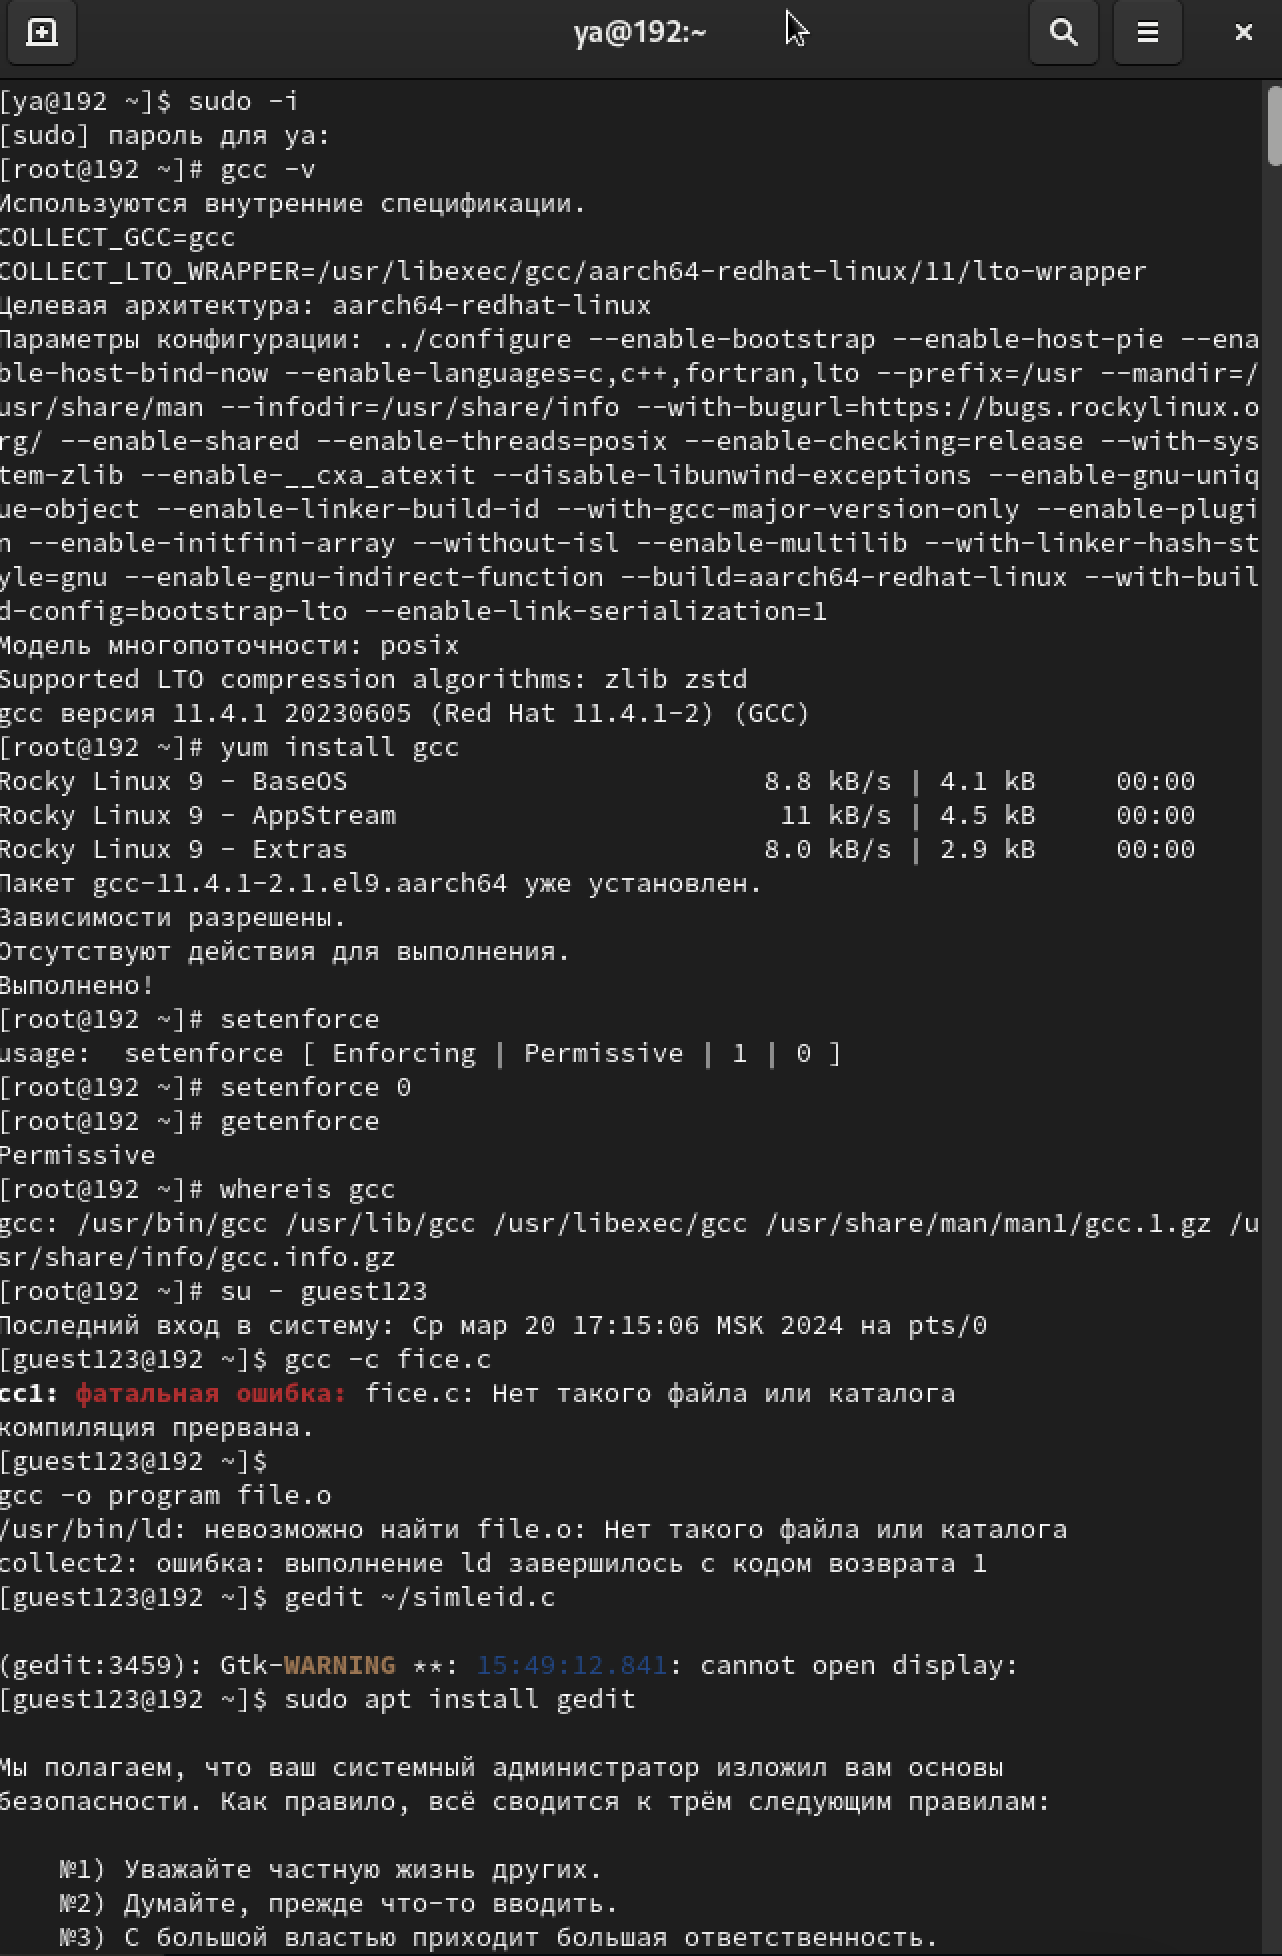 ya@192:~
[ya@192 ~]$ sudo -i
[sudo] пароль для ya:
[root@192 ~]# gcc -v
Используются внутренние спецификации.
COLLECT_GCC=gcc
COLLECT_LTO_WRAPPER=/usr/libexec/gcc/aarch64-redhat-linux/11/lto-wrapper
Целевая архитектура: aarch64-redhat-linux
Параметры конфигурации: ../configure --enable-bootstrap --enable-host-pie --ena
ble-host-bind-now --enable-languages=c,c++,fortran,lto --prefix=/usr --mandir=/
usr/share/man --infodir=/usr/share/info --with-bugurl=https://bugs.rockylinux.o
rg/ --enable-shared --enable-threads=posix --enable-checking=release --with-sys
tem-zlib --enable-__cxa_atexit --disable-libunwind-exceptions --enable-gnu-uniq
ue-object --enable-linker-build-id --with-gcc-major-version-only --enable-plugi
n --enable-initfini-array --without-isl --enable-multilib --with-linker-hash-st
yle=gnu --enable-gnu-indirect-function --build=aarch64-redhat-linux --with-buil
d-config=bootstrap-lto --enable-link-serialization=1
Модель многопоточности: posix
Supported LTO compression algorithms: zlib zstd
gcc версия 11.4.1 20230605 (Red Hat 11.4.1-2) (GCC)
[root@192 ~]# yum install gcc
Rocky Linux 9 - BaseOS 8.8 kB/s | 4.1 kB 00:00
Rocky Linux 9 - AppStream 11 kB/s | 4.5 kB 00:00
Rocky Linux 9 - Extras 8.0 kB/s | 2.9 kB 00:00
Пакет gcc-11.4.1-2.1.el9.aarch64 уже установлен.
Зависимости разрешены.
Отсутствуют действия для выполнения.
Выполнено!
[root@192 ~]# setenforce
usage:  setenforce [ Enforcing | Permissive | 1 | 0 ]
[root@192 ~]# setenforce 0
[root@192 ~]# getenforce
Permissive
[root@192 ~]# whereis gcc
gcc: /usr/bin/gcc /usr/lib/gcc /usr/libexec/gcc /usr/share/man/man1/gcc.1.gz /u
sr/share/info/gcc.info.gz
[root@192 ~]# su - guest123
Последний вход в систему: Ср мар 20 17:15:06 MSK 2024 на pts/0
[guest123@192 ~]$ gcc -c fice.c
cc1: фатальная ошибка: fice.c: Нет такого файла или каталога
компиляция прервана.
[guest123@192 ~]$
gcc -o program file.o
/usr/bin/ld: невозможно найти file.o: Нет такого файла или каталога
collect2: ошибка: выполнение ld завершилось с кодом возврата 1
[guest123@192 ~]$ gedit ~/simleid.c
(gedit:3459): Gtk-WARNING **: 15:49:12.841: cannot open display:
[guest123@192 ~]$ sudo apt install gedit
Мы полагаем, что ваш системный администратор изложил вам основы
безопасности. Как правило, всё сводится к трём следующим правилам:
№1) Уважайте частную жизнь других.
№2) Думайте, прежде что-то вводить.
№3) С большой властью приходит большая ответственность.